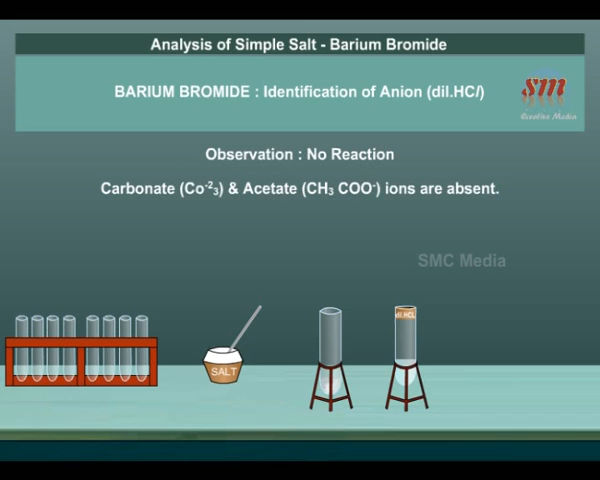 Analysis of Simple Salt - Barium Bromide
BARIUM BROMIDE : Identification of Anion (dil.HCl)
sm
Creative Media
Observation : No Reaction
Carbonate (Co⁻²₃) & Acetate (CH₃ COO⁻) ions are absent.
SMC Media
dil.HCL
SALT